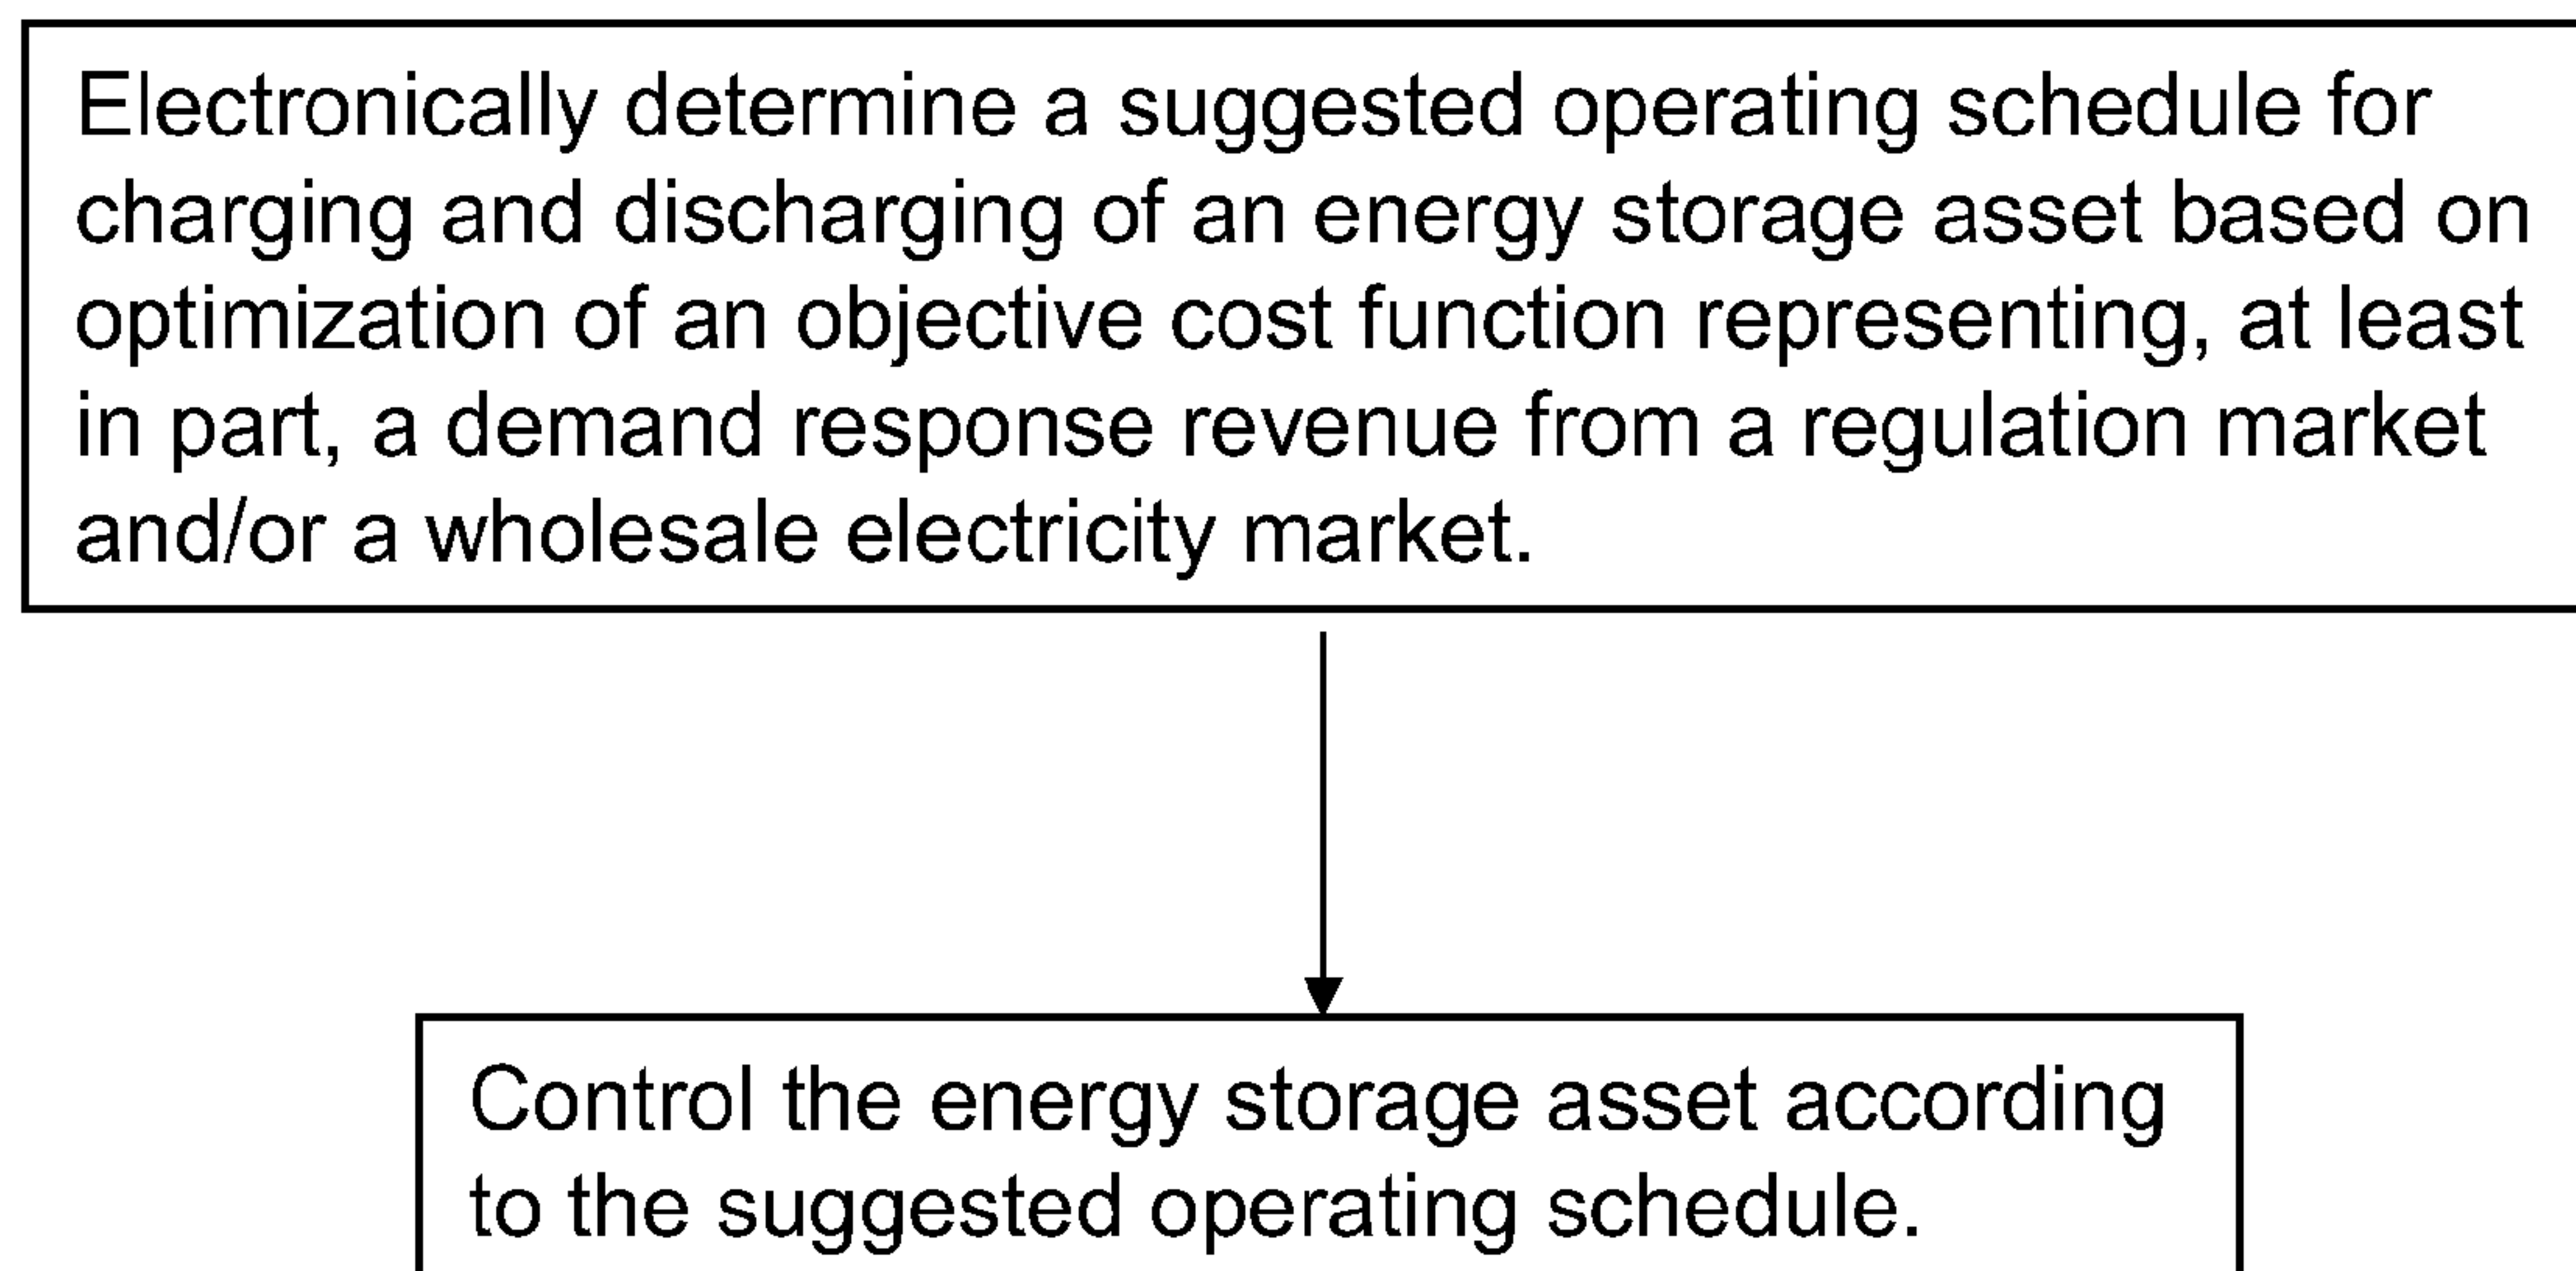 Electronically determine a suggested operating schedule for
charging and discharging of an energy storage asset based on
optimization of an objective cost function representing, at least
in part, a demand response revenue from a regulation market
and/or a wholesale electricity market.
Control the energy storage asset according
to the suggested operating schedule.